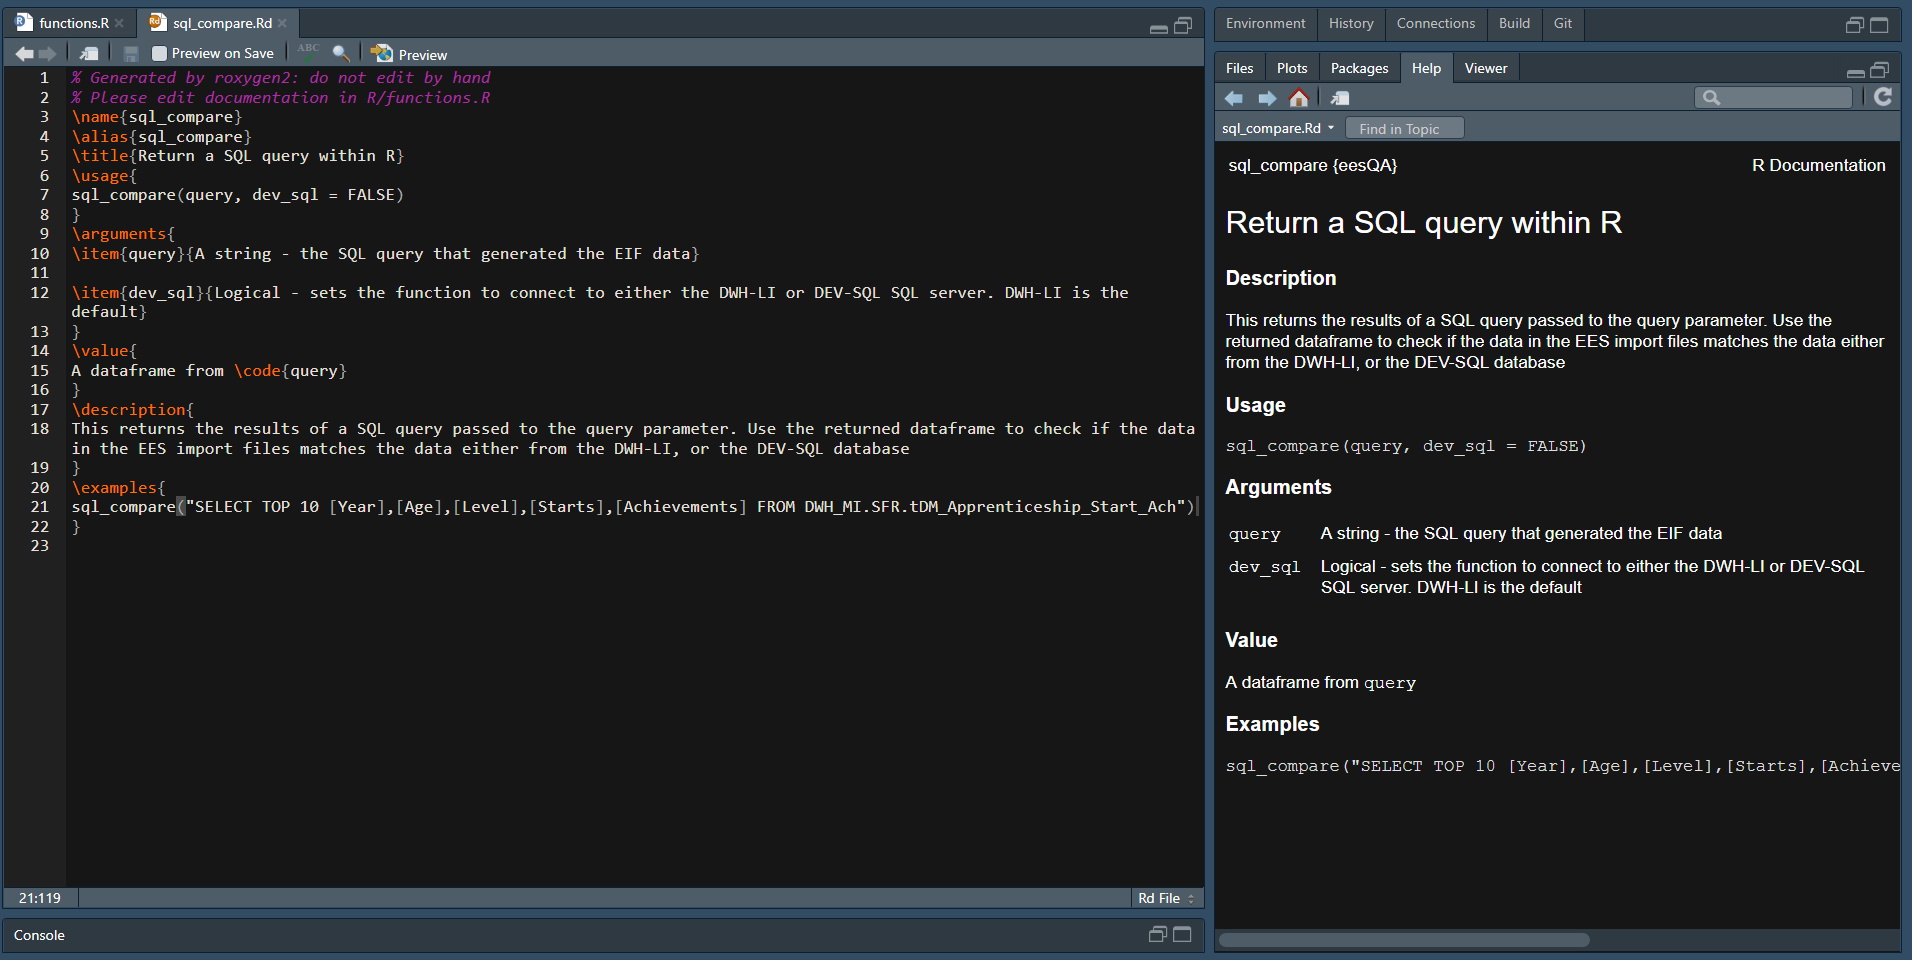 functions.R
sql_compare.Rd
Preview on Save
ABC
Preview
1 % Generated by roxygen2: do not edit by hand
2 % Please edit documentation in R/functions.R
3 \name{sql_compare}
4 \alias{sql_compare}
5 \title{Return a SQL query within R}
6 \usage{
7 sql_compare(query, dev_sql = FALSE)
8 }
9 \arguments{
10 \item{query}{A string - the SQL query that generated the EIF data}
11
12 \item{dev_sql}{Logical - sets the function to connect to either the DWH-LI or DEV-SQL SQL server. DWH-LI is the
default}
13 }
14 \value{
15 A dataframe from \code{query}
16 }
17 \description{
18 This returns the results of a SQL query passed to the query parameter. Use the returned dataframe to check if the data
in the EES import files matches the data either from the DWH-LI, or the DEV-SQL database
19 }
20 \examples{
21 sql_compare("SELECT TOP 10 [Year],[Age],[Level],[Starts],[Achievements] FROM DWH_MI.SFR.tDM_Apprenticeship_Start_Ach")
22 }
23
21:119
Rd File
Console
Environment History Connections Build Git
Files Plots Packages Help Viewer
sql_compare.Rd Find in Topic
sql_compare {eesQA} R Documentation
Return a SQL query within R
Description
This returns the results of a SQL query passed to the query parameter. Use the
returned dataframe to check if the data in the EES import files matches the data either
from the DWH-LI, or the DEV-SQL database
Usage
sql_compare(query, dev_sql = FALSE)
Arguments
query A string - the SQL query that generated the EIF data
dev_sql Logical - sets the function to connect to either the DWH-LI or DEV-SQL
SQL server. DWH-LI is the default
Value
A dataframe from query
Examples
sql_compare("SELECT TOP 10 [Year],[Age],[Level],[Starts],[Achieve